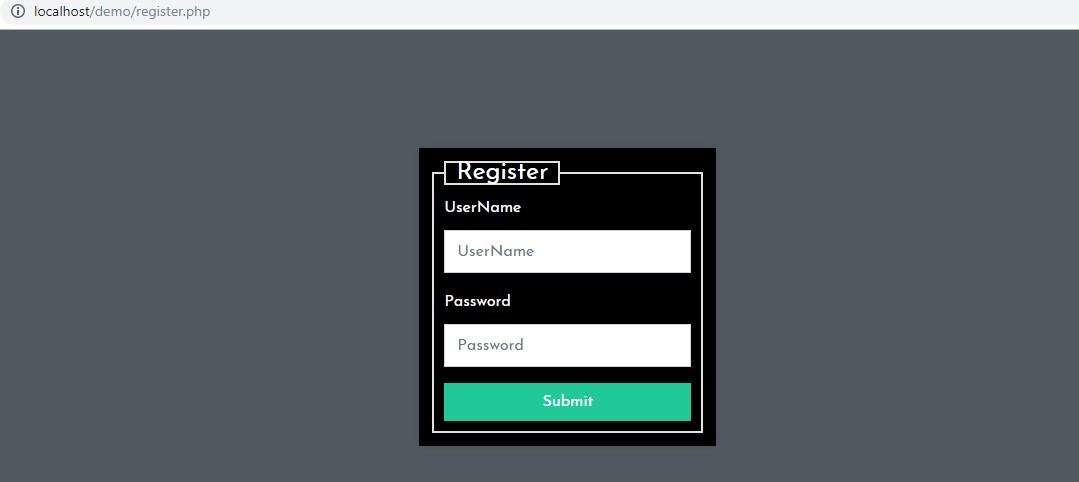 localhost/demo/register.php
Register
UserName
UserName
Password
Password
Submit